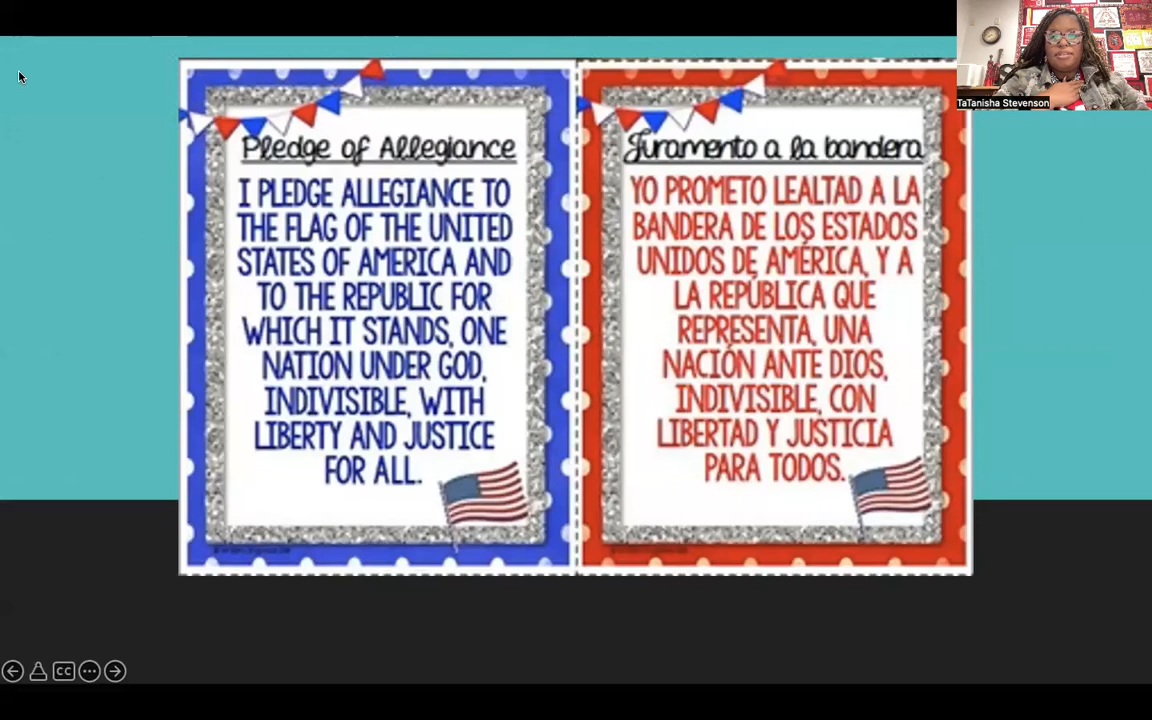 Pledge of Allegiance
I PLEDGE ALLEGIANCE TO
THE FLAG OF THE UNITED
STATES OF AMERICA AND
TO THE REPUBLIC FOR
WHICH IT STANDS, ONE
NATION UNDER GOD,
INDIVISIBLE, WITH
LIBERTY AND JUSTICE
FOR ALL.
Juramento a la bandera
YO PROMETO LEALTAD A LA
BANDERA DE LOS ESTADOS
UNIDOS DE AMÉRICA, Y A
LA REPÚBLICA QUE
REPRESENTA, UNA
NACIÓN ANTE DIOS,
INDIVISIBLE, CON
LIBERTAD Y JUSTICIA
PARA TODOS.
TaTanisha Stevenson
CC